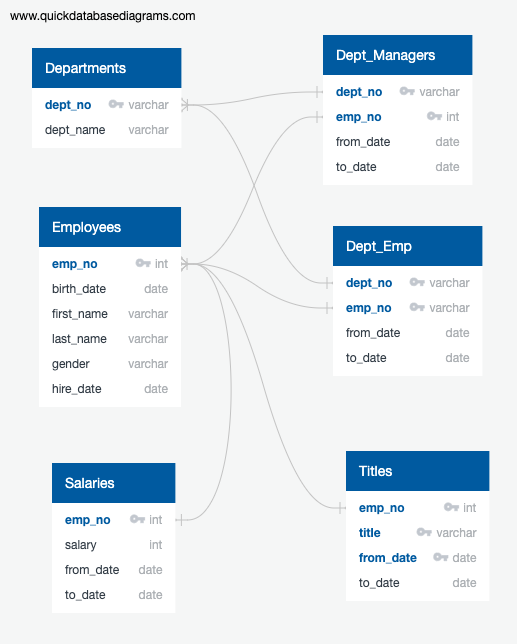 www.quickdatabasediagrams.com
Departments
dept_no varchar
dept_name varchar
Dept_Managers
dept_no varchar
emp_no int
from_date date
to_date date
Employees
emp_no int
birth_date date
first_name varchar
last_name varchar
gender varchar
hire_date date
Dept_Emp
dept_no varchar
emp_no varchar
from_date date
to_date date
Salaries
emp_no int
salary int
from_date date
to_date date
Titles
emp_no int
title varchar
from_date date
to_date date